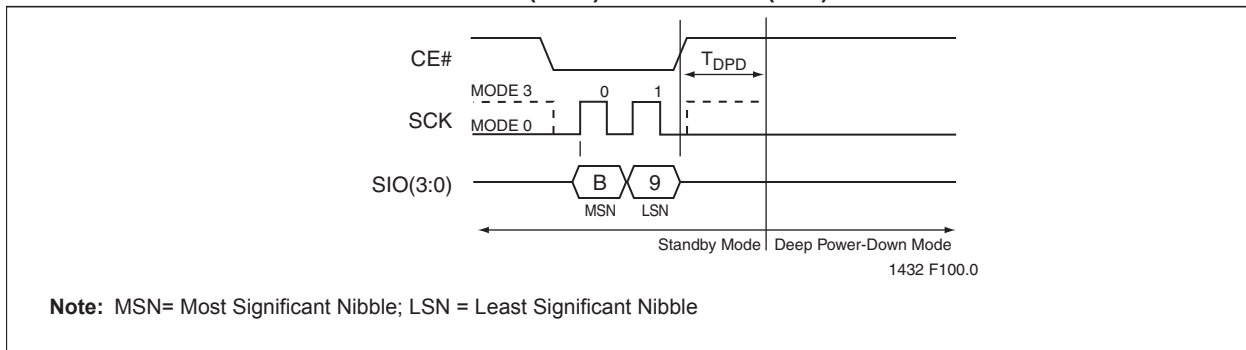 CE#
TDPD
MODE 3
0 1
SCK
MODE 0
SIO(3:0)
B 9
MSN LSN
Standby Mode Deep Power-Down Mode
1432 F100.0
Note: MSN= Most Significant Nibble; LSN = Least Significant Nibble